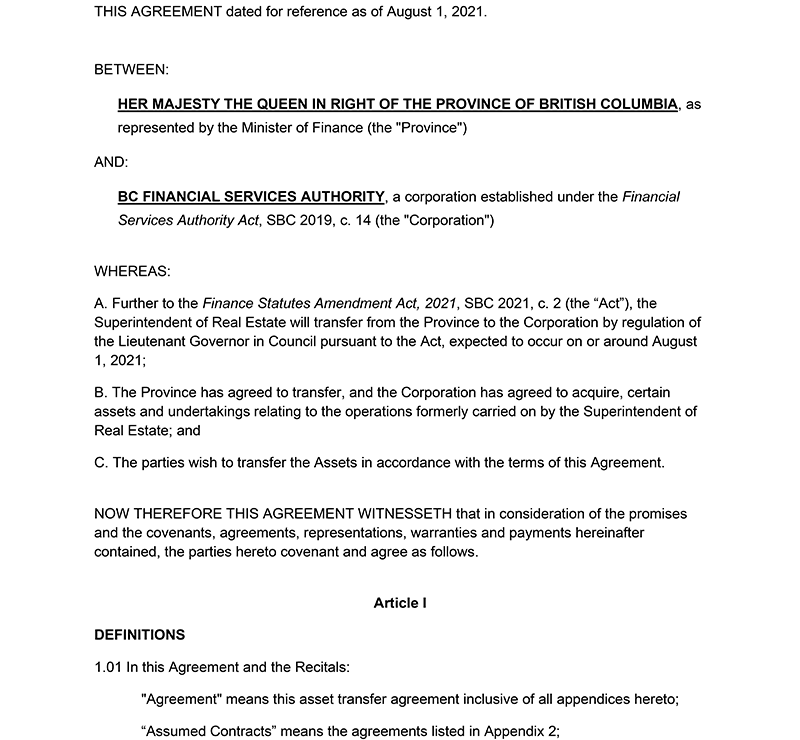 THIS AGREEMENT dated for reference as of August 1, 2021.
BETWEEN:
HER MAJESTY THE QUEEN IN RIGHT OF THE PROVINCE OF BRITISH COLUMBIA, as
represented by the Minister of Finance (the "Province")
AND:
BC FINANCIAL SERVICES AUTHORITY, a corporation established under the Financial
Services Authority Act, SBC 2019, c. 14 (the "Corporation")
WHEREAS:
A. Further to the Finance Statutes Amendment Act, 2021, SBC 2021, c. 2 (the “Act”), the
Superintendent of Real Estate will transfer from the Province to the Corporation by regulation of
the Lieutenant Governor in Council pursuant to the Act, expected to occur on or around August
1, 2021;
B. The Province has agreed to transfer, and the Corporation has agreed to acquire, certain
assets and undertakings relating to the operations formerly carried on by the Superintendent of
Real Estate; and
C. The parties wish to transfer the Assets in accordance with the terms of this Agreement.
NOW THEREFORE THIS AGREEMENT WITNESSETH that in consideration of the promises
and the covenants, agreements, representations, warranties and payments hereinafter
contained, the parties hereto covenant and agree as follows.
Article I
DEFINITIONS
1.01 In this Agreement and the Recitals:
"Agreement" means this asset transfer agreement inclusive of all appendices hereto;
“Assumed Contracts” means the agreements listed in Appendix 2;